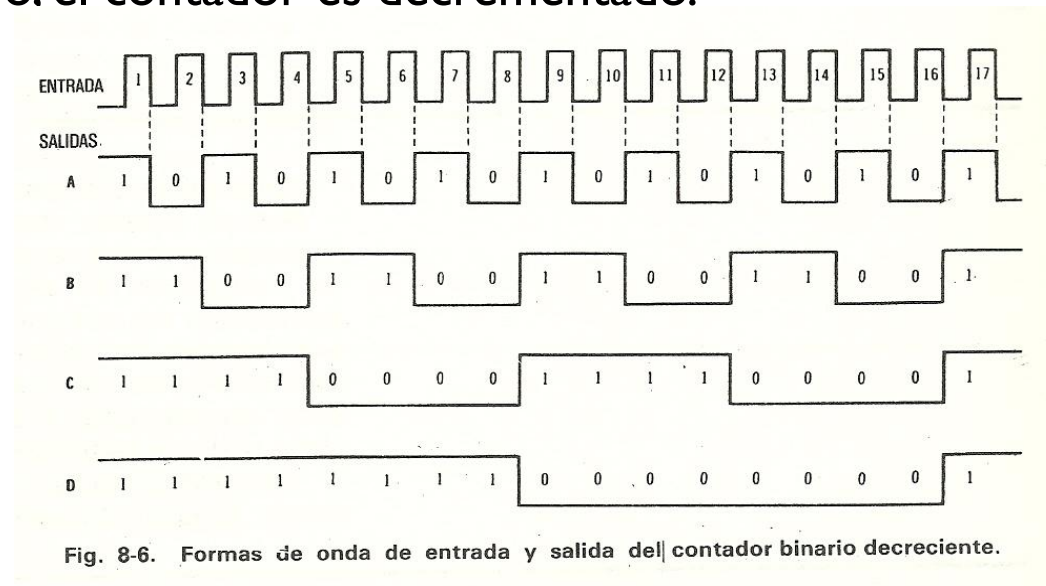 o, el contador es decrementado.
ENTRADA 1 2 3 4 5 6 7 8 9 10 11 12 13 14 15 16 17
SALIDAS
A 1 0 1 0 1 0 1 0 1 0 1 0 1 0 1 0 1
B 1 1 0 0 1 1 0 0 1 1 0 0 1 1 0 0 1
C 1 1 1 1 0 0 0 0 1 1 1 1 0 0 0 0 1
D 1 1 1 1 1 1 1 1 0 0 0 0 0 0 0 0 1
Fig. 8-6. Formas de onda de entrada y salida del contador binario decreciente.